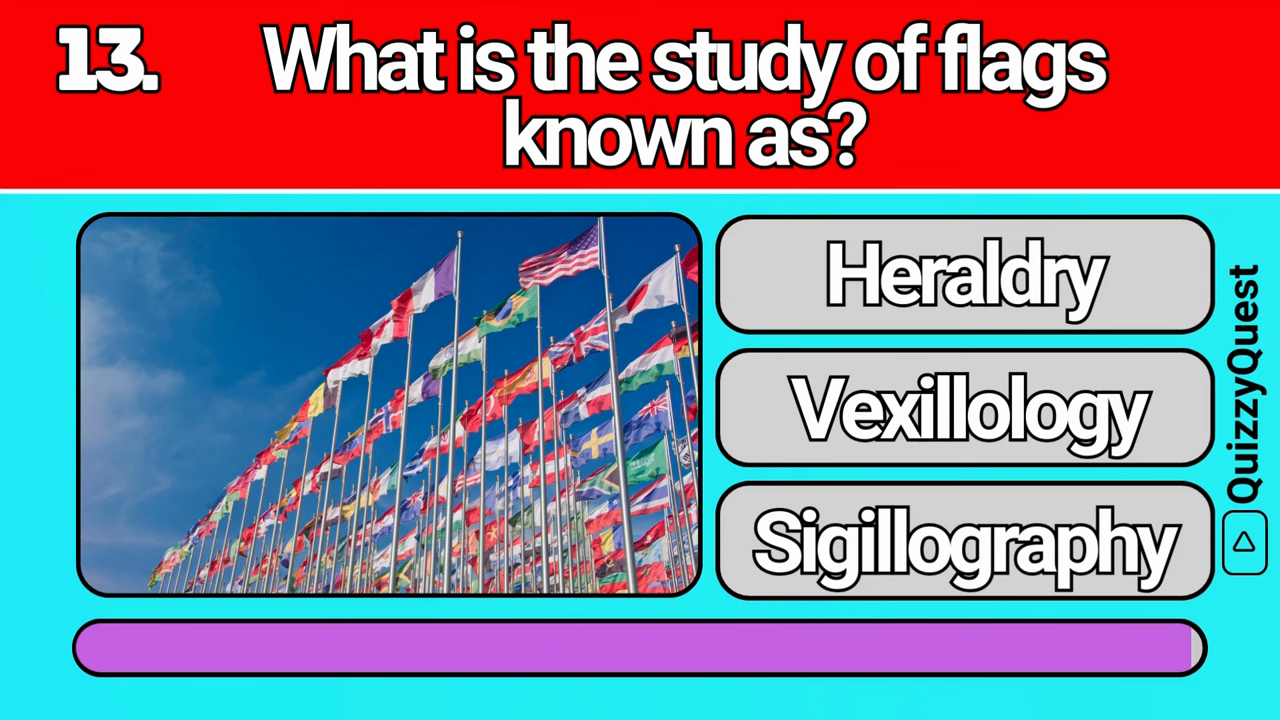 13.
What is the study of flags
known as?
Heraldry
Vexillology
Sigillography
QuizzyQuest